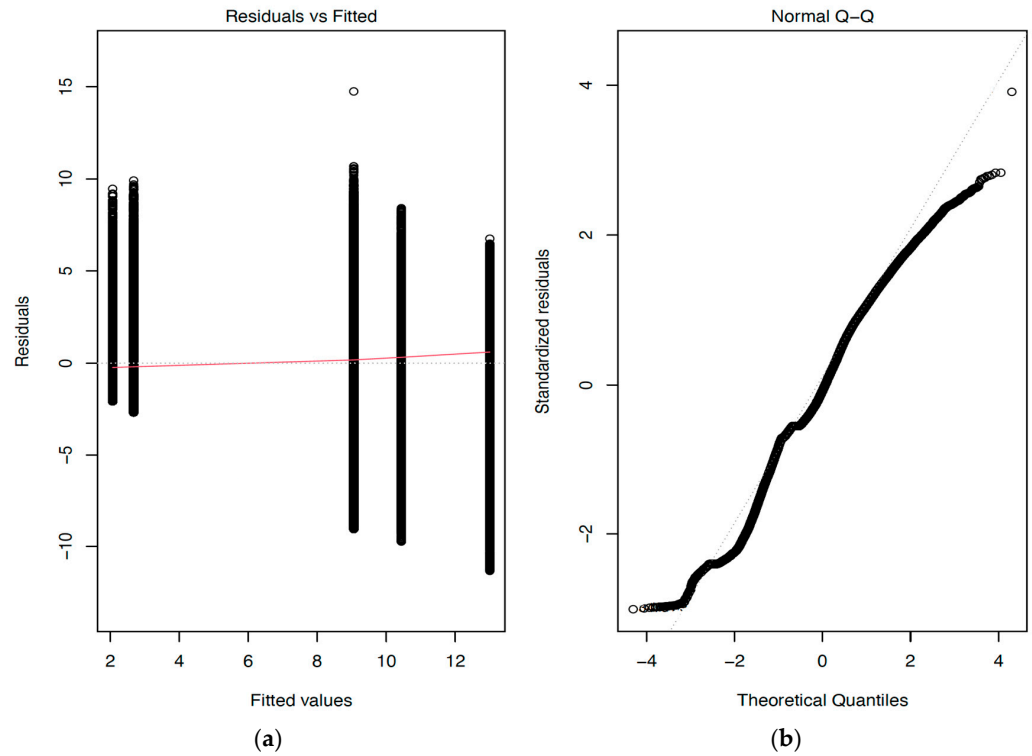 Residuals vs Fitted
Residuals
15
10
5
0
−5
−10
2
4
6
8
10
12
Fitted values
(a)
Normal Q−Q
Standardized residuals
4
2
0
−2
−4
−2
0
2
4
Theoretical Quantiles
(b)